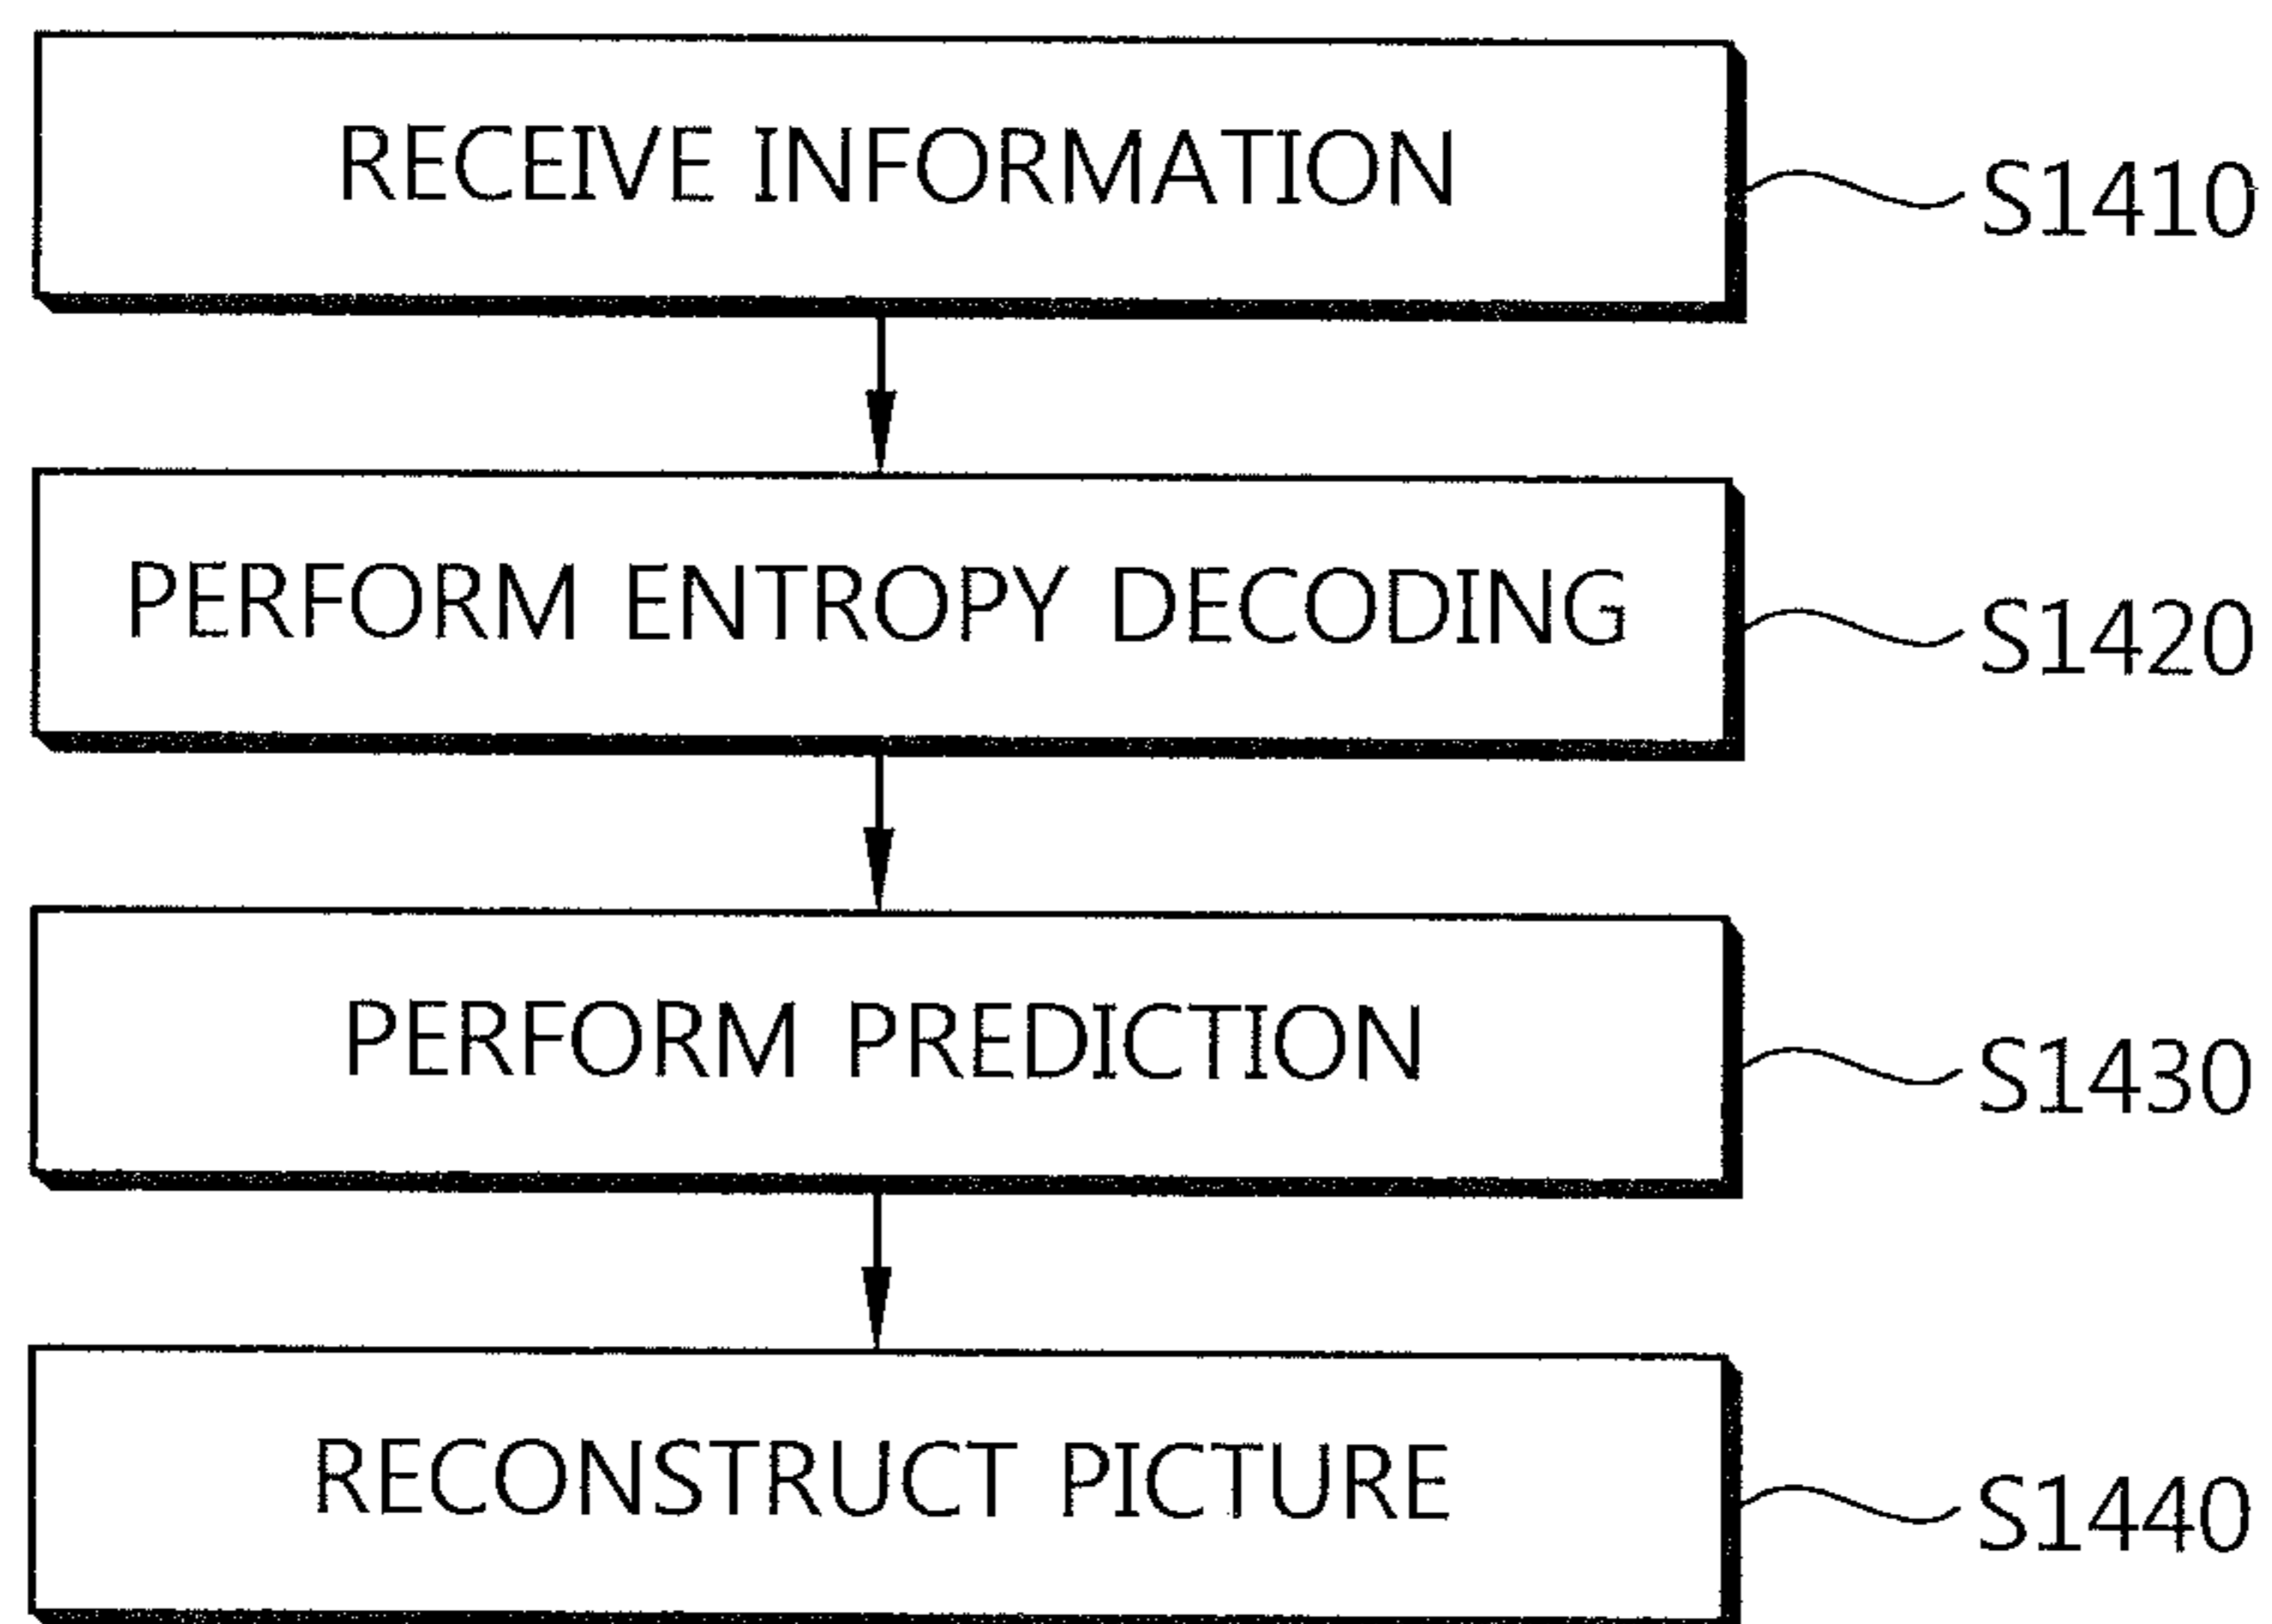 RECEIVE INFORMATION
S1410
PERFORM ENTROPY DECODING
S1420
PERFORM PREDICTION
S1430
RECONSTRUCT PICTURE
S1440